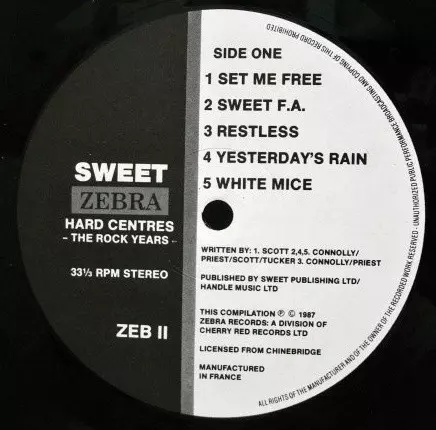 SIDE ONE
1 SET ME FREE
2 SWEET F.A.
3 RESTLESS
4 YESTERDAY'S RAIN
5 WHITE MICE
SWEET
ZEBRA
HARD CENTRES
- THE ROCK YEARS -
33⅓ RPM STEREO
ZEB II
WRITTEN BY: 1. SCOTT 2,4,5. CONNOLLY/
PRIEST/SCOTT/TUCKER 3. CONNOLLY/PRIEST
PUBLISHED BY SWEET PUBLISHING LTD/
HANDLE MUSIC LTD
THIS COMPILATION ℗ © 1987
ZEBRA RECORDS: A DIVISION OF
CHERRY RED RECORDS LTD
LICENSED FROM CHINEBRIDGE
MANUFACTURED
IN FRANCE
ALL RIGHTS OF THE MANUFACTURER AND OF THE OWNER OF THE RECORDED WORK RESERVED - UNAUTHORIZED PUBLIC PERFORMANCE BROADCASTING AND COPYING OF THIS RECORD PROHIBITED